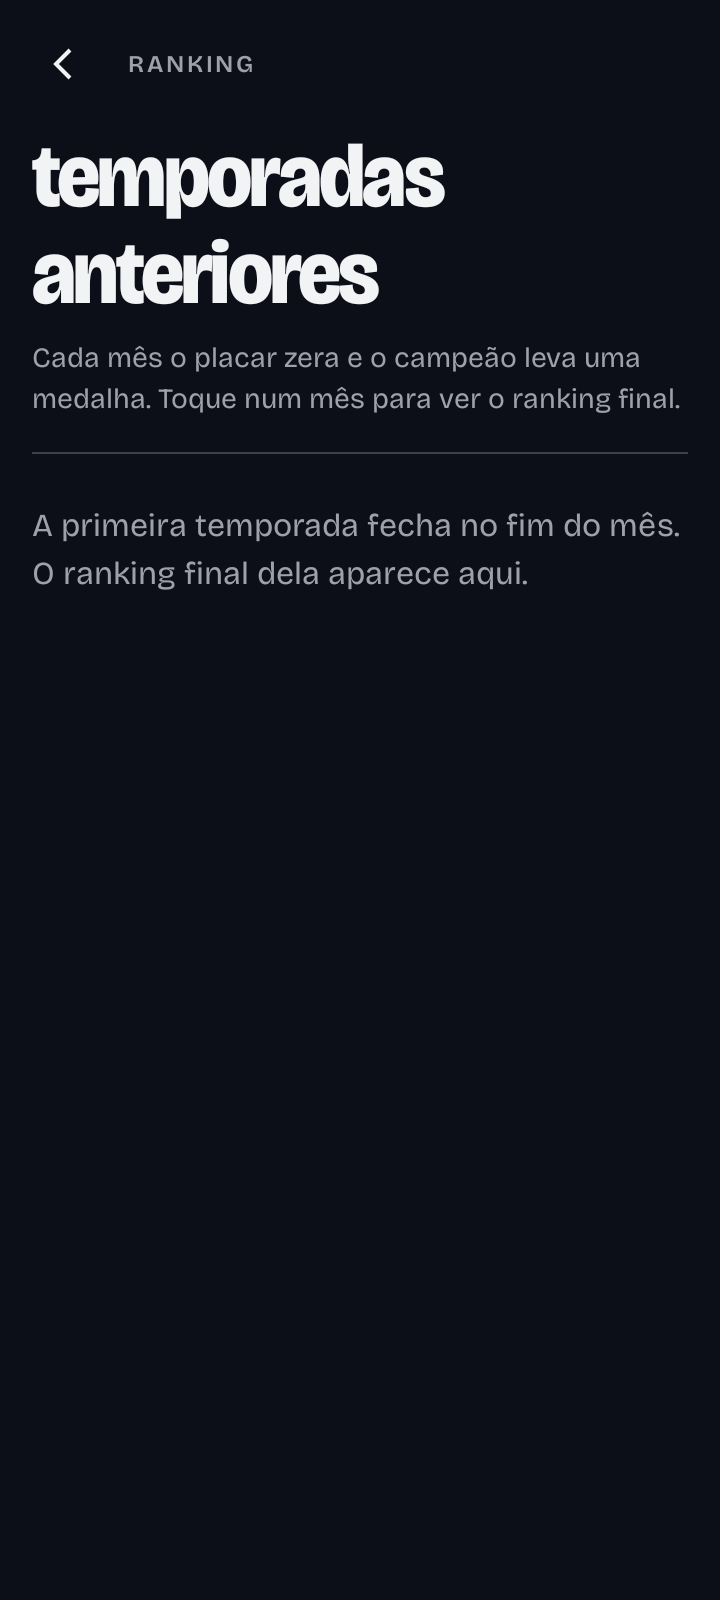 RANKING
temporadas
anteriores
Cada mês o placar zera e o campeão leva uma
medalha. Toque num mês para ver o ranking final.
A primeira temporada fecha no fim do mês.
O ranking final dela aparece aqui.